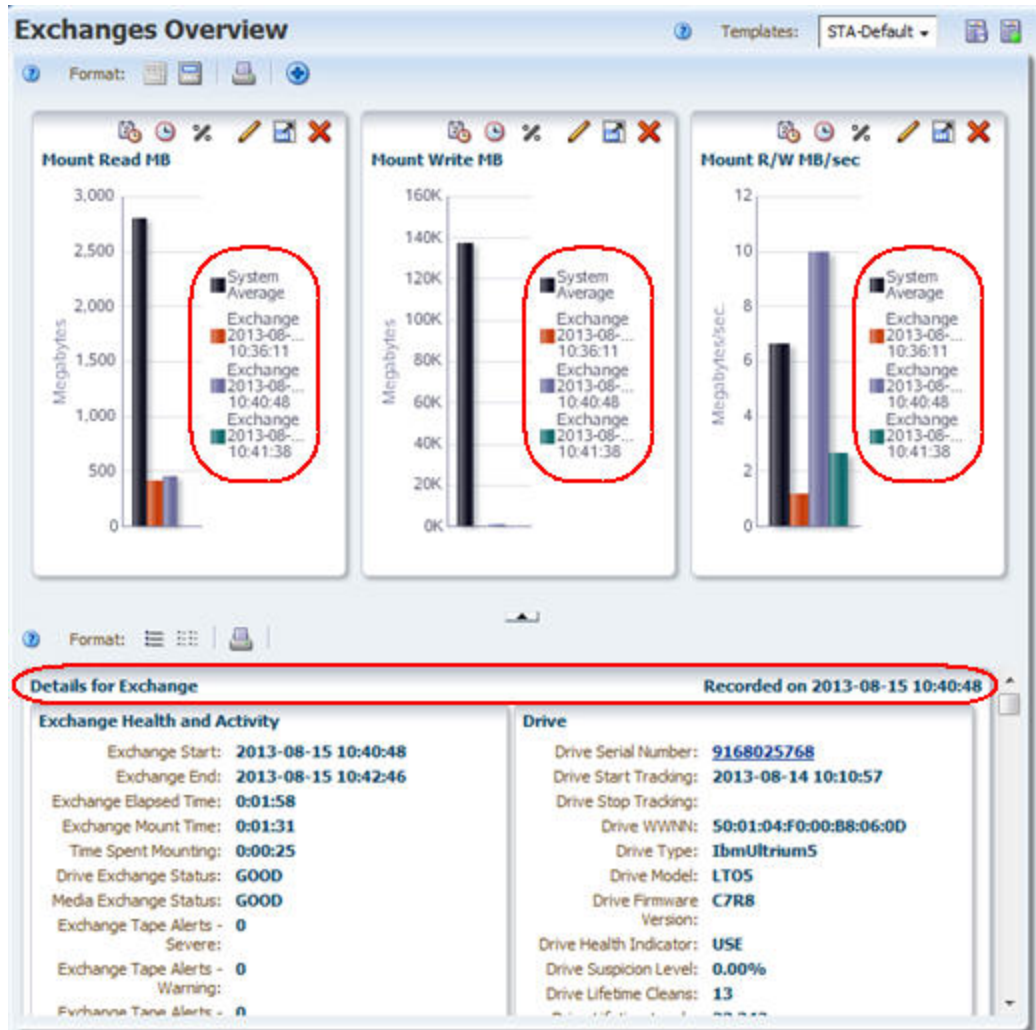 Exchanges Overview
Templates: STA-Default
Format:
Mount Read MB
3,000
2,500
2,000
1,500
1,000
500
0
Megabytes
System
Average
Exchange
2013-08-...
10:36:11
Exchange
2013-08-...
10:40:48
Exchange
2013-08-...
10:41:38
Mount Write MB
160K
140K
120K
100K
80K
60K
40K
20K
0K
Megabytes
System
Average
Exchange
2013-08-...
10:36:11
Exchange
2013-08-...
10:40:48
Exchange
2013-08-...
10:41:38
Mount R/W MB/sec
12
10
8
6
4
2
0
Megabytes/sec.
System
Average
Exchange
2013-08-...
10:36:11
Exchange
2013-08-...
10:40:48
Exchange
2013-08-...
10:41:38
Format:
Details for Exchange Recorded on 2013-08-15 10:40:48
Exchange Health and Activity
Exchange Start: 2013-08-15 10:40:48
Exchange End: 2013-08-15 10:42:46
Exchange Elapsed Time: 0:01:58
Exchange Mount Time: 0:01:31
Time Spent Mounting: 0:00:25
Drive Exchange Status: GOOD
Media Exchange Status: GOOD
Exchange Tape Alerts - 0
Severe:
Exchange Tape Alerts - 0
Warning:
Exchange Tape Alerts - 0
Drive
Drive Serial Number: 9168025768
Drive Start Tracking: 2013-08-14 10:10:57
Drive Stop Tracking:
Drive WWNN: 50:01:04:F0:00:B8:06:0D
Drive Type: IbmUltrium5
Drive Model: LTO5
Drive Firmware C7R8
Version:
Drive Health Indicator: USE
Drive Suspicion Level: 0.00%
Drive Lifetime Cleans: 13